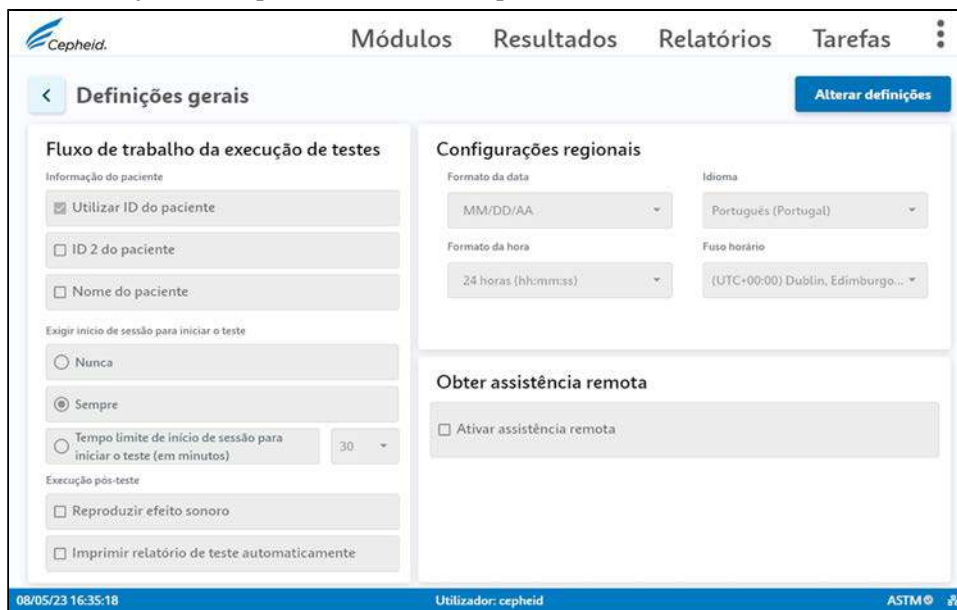 Cepheid.
Módulos Resultados Relatórios Tarefas
Definições gerais
Alterar definições
Fluxo de trabalho da execução de testes
Informação do paciente
Utilizar ID do paciente
ID 2 do paciente
Nome do paciente
Exigir início de sessão para iniciar o teste
Nunca
Sempre
Tempo limite de início de sessão para
iniciar o teste (em minutos)
30
Execução pós-teste
Reproduzir efeito sonoro
Imprimir relatório de teste automaticamente
Configurações regionais
Formato da data
MM/DD/AA
Idioma
Português (Portugal)
Formato da hora
24 horas (hh:mm:ss)
Fuso horário
(UTC+00:00) Dublin, Edimburgo...
Obter assistência remota
Ativar assistência remota
08/05/23 16:35:18
Utilizador: cepheid
ASTM